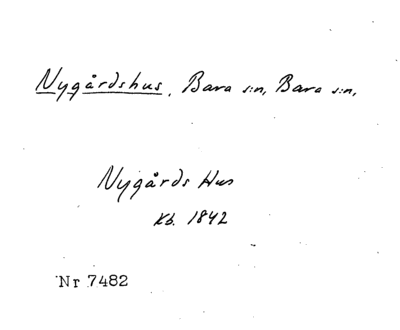 Nygårdshus, Bara s:n, Bara s:n,
Nygårds Hus
Kb. 1842
Nr 7482